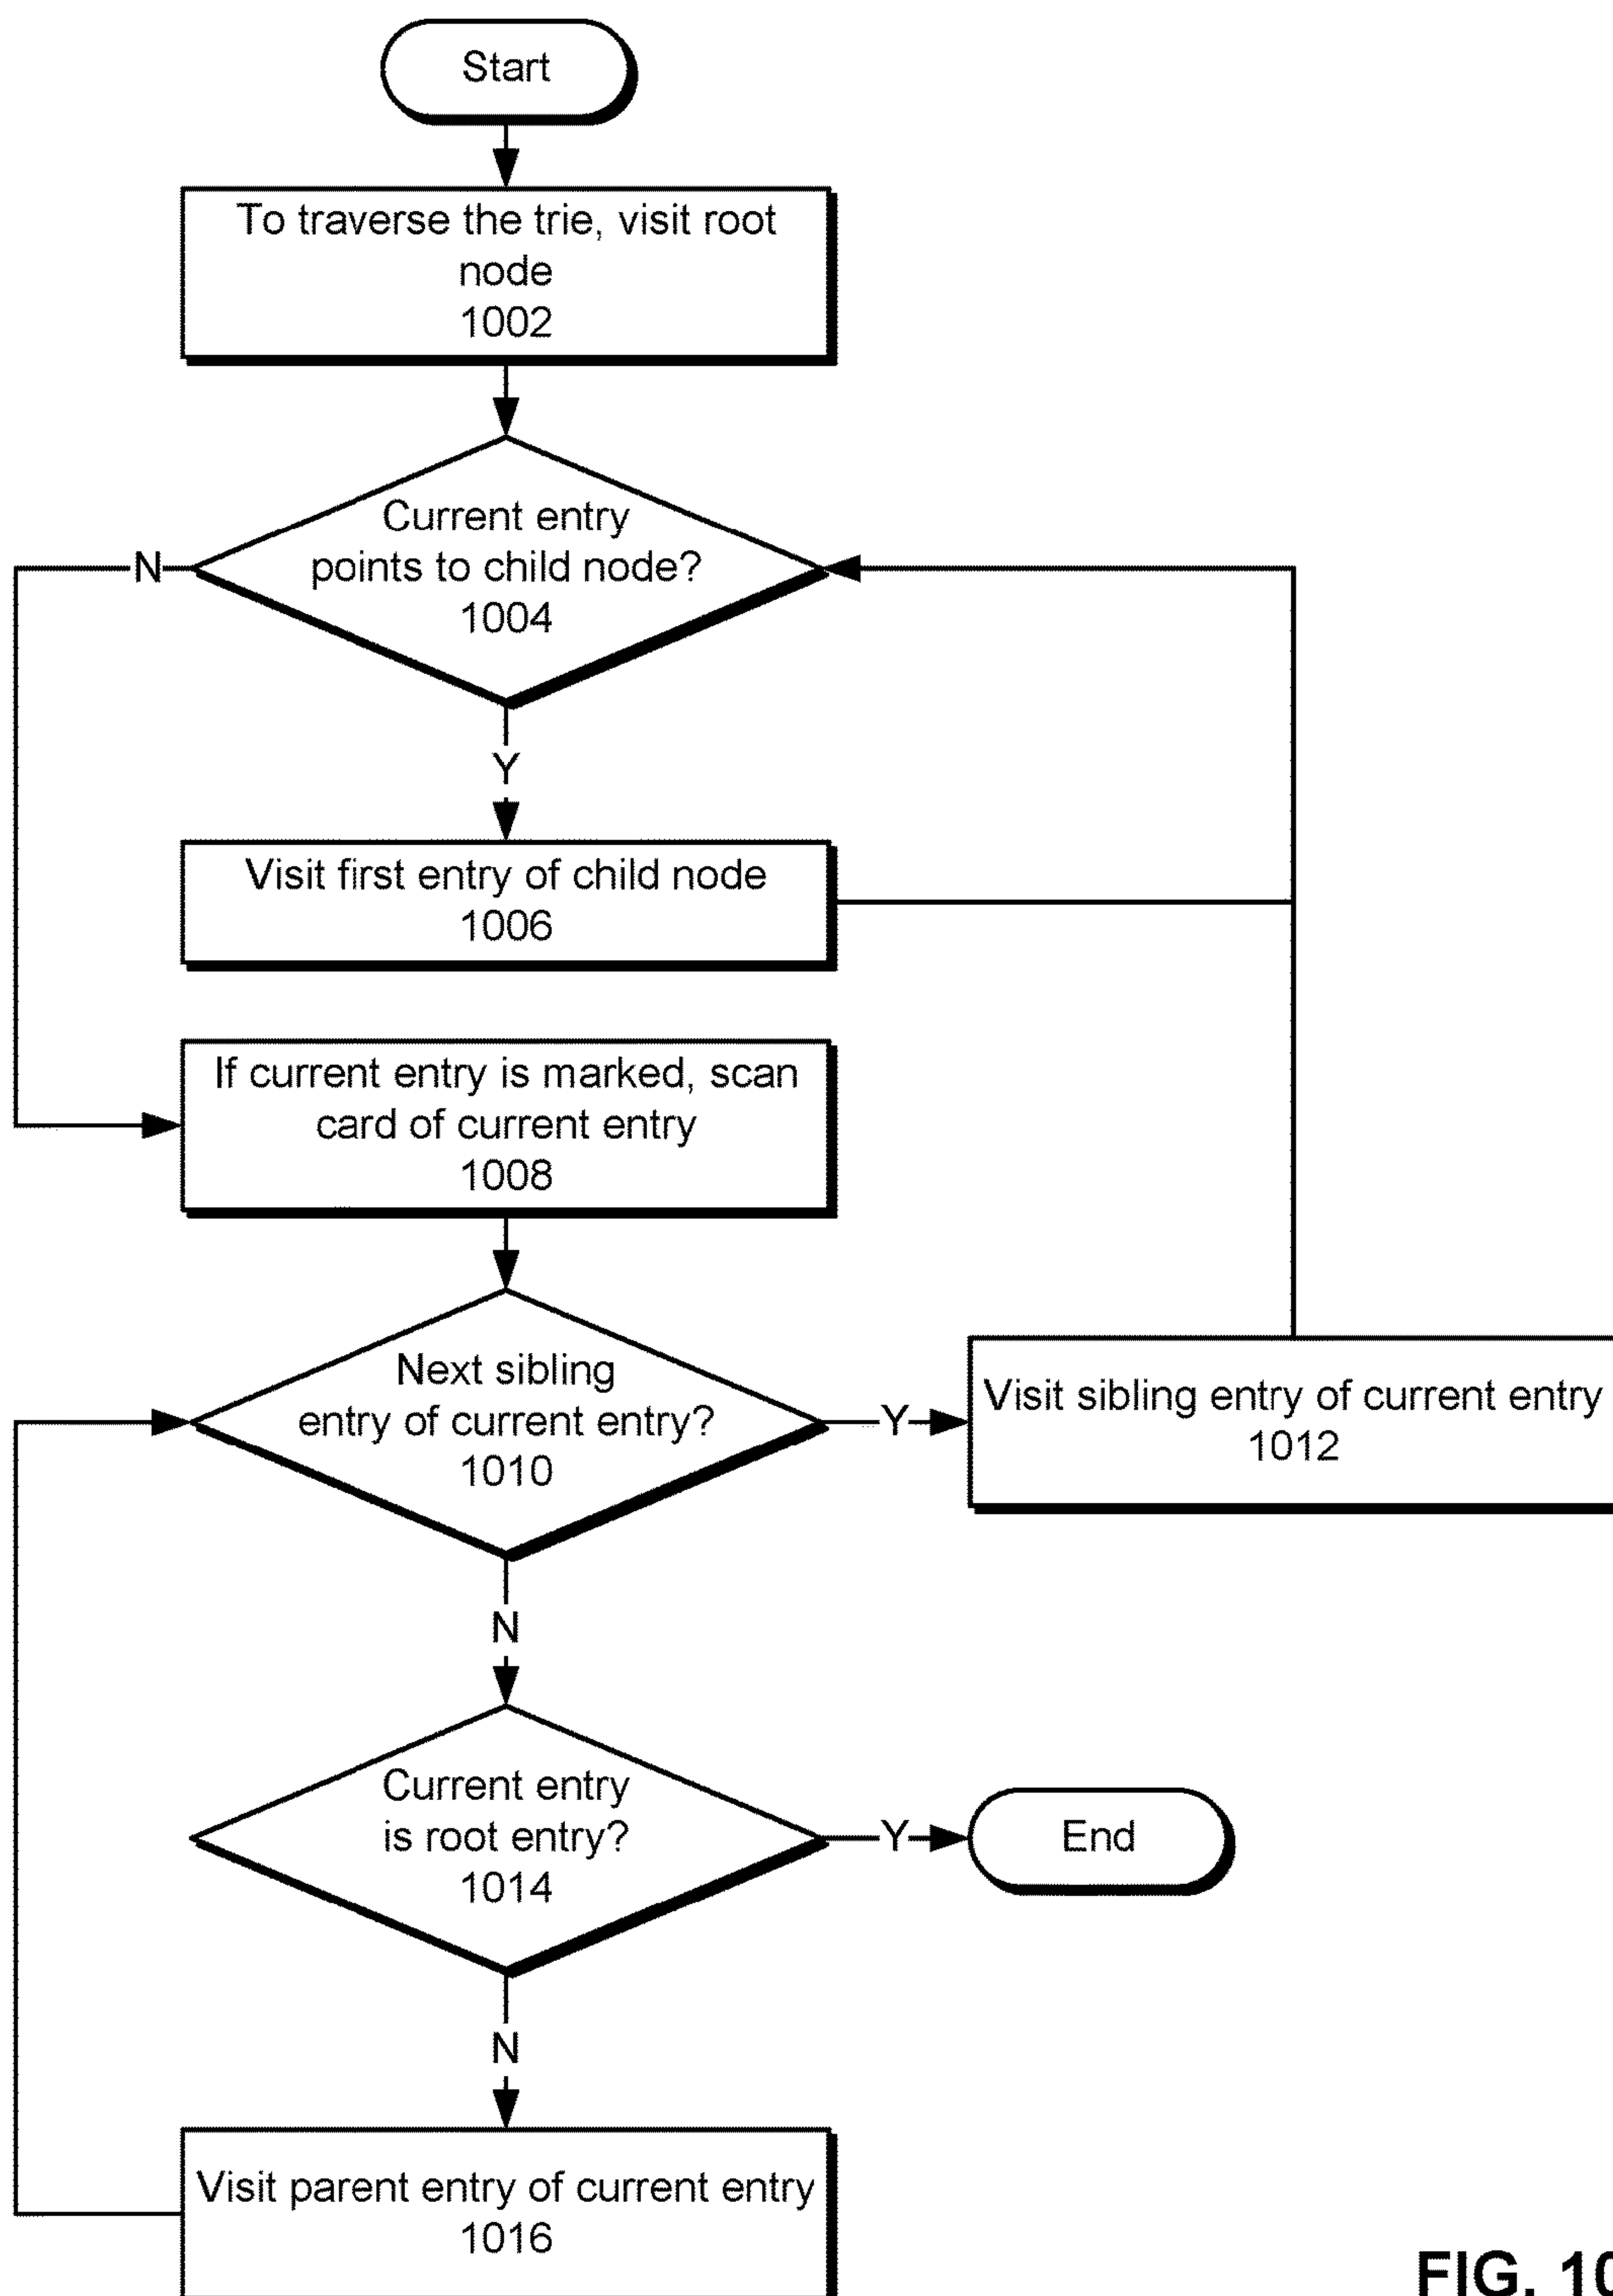 Start
To traverse the trie, visit root
node
1002
Current entry
points to child node?
1004
N
Y
Visit first entry of child node
1006
If current entry is marked, scan
card of current entry
1008
Next sibling
entry of current entry?
1010
Y
Visit sibling entry of current entry
1012
N
Current entry
is root entry?
1014
Y
End
N
Visit parent entry of current entry
1016
FIG. 10